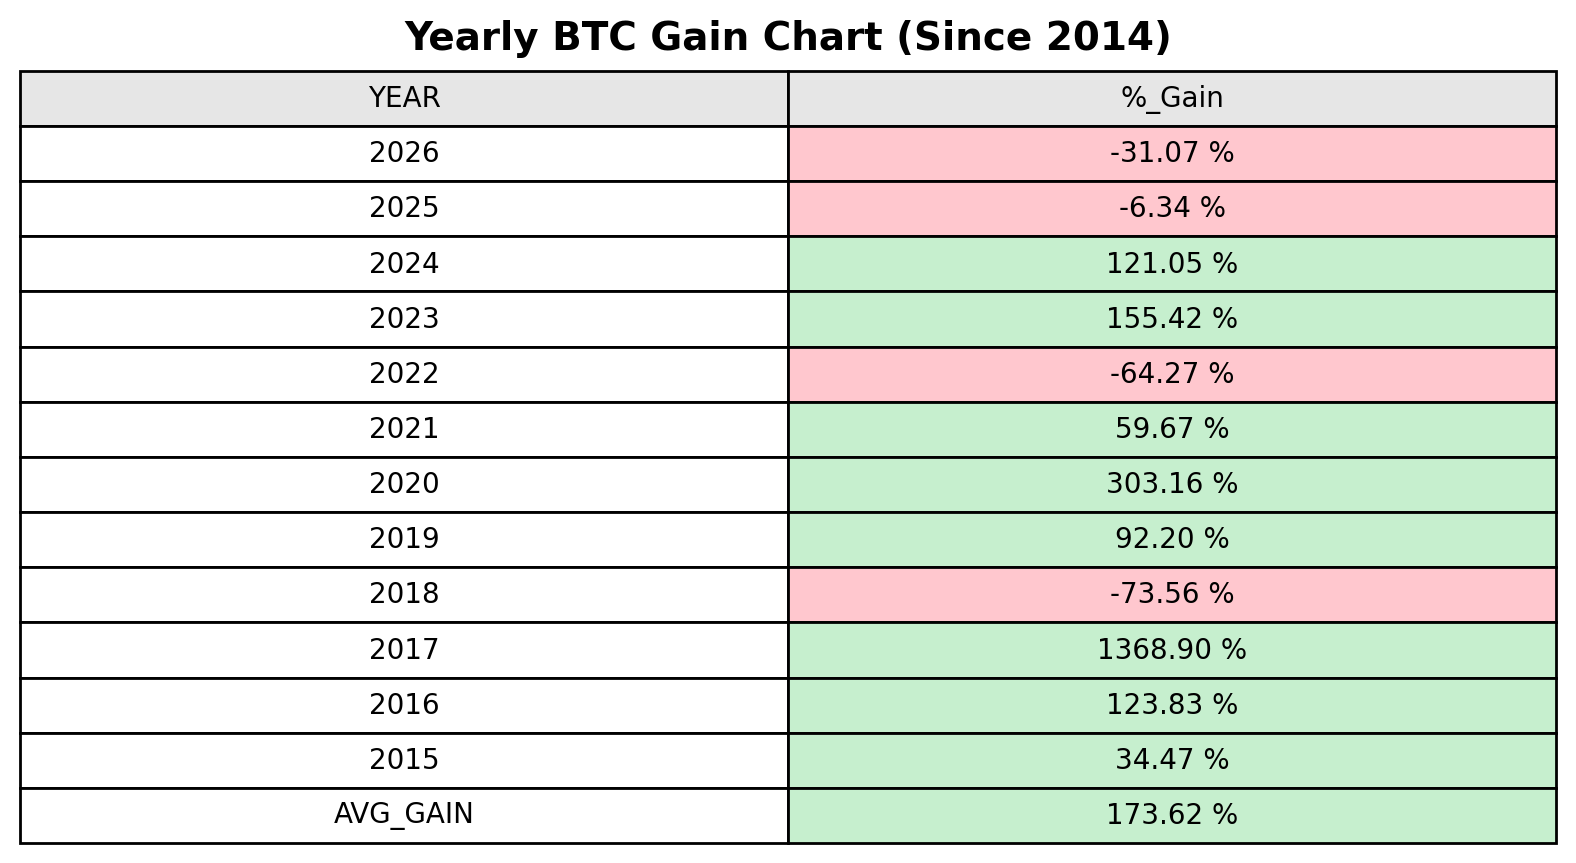 Yearly BTC Gain Chart (Since 2014)
YEAR %_Gain
2026 -31.07 %
2025 -6.34 %
2024 121.05 %
2023 155.42 %
2022 -64.27 %
2021 59.67 %
2020 303.16 %
2019 92.20 %
2018 -73.56 %
2017 1368.90 %
2016 123.83 %
2015 34.47 %
AVG_GAIN 173.62 %